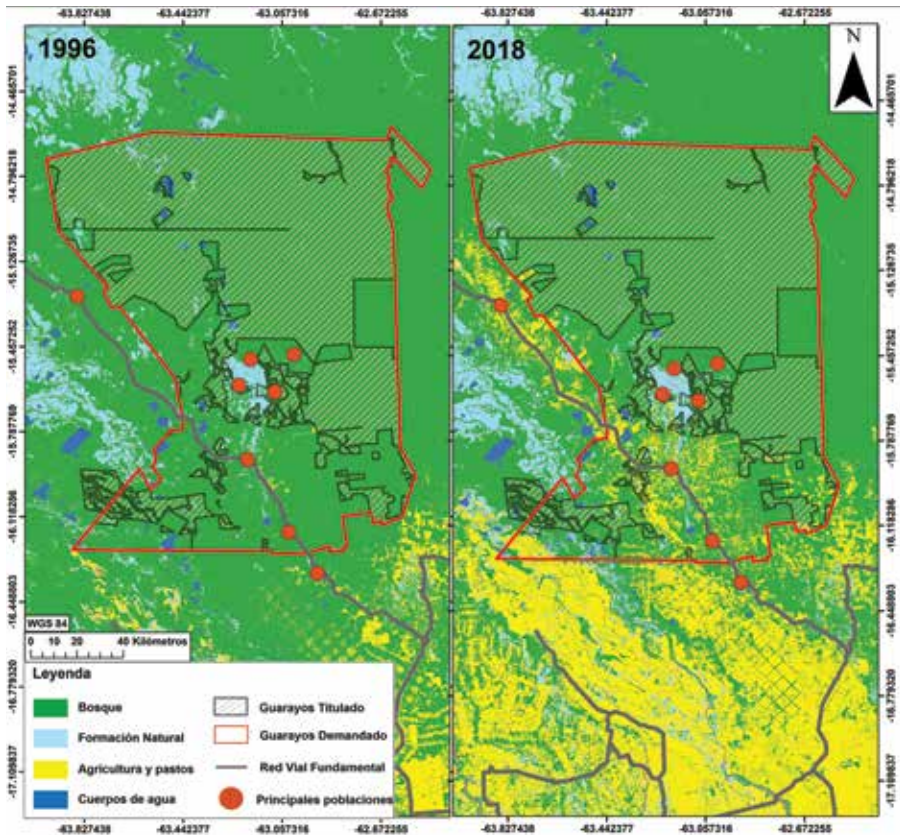 -63.827438 -63.442377 -63.057316 -62.672255 -63.827438 -63.442377 -63.057316 -62.672255
1996
2018
N
-14.465701
-14.796218
-15.126735
-15.457252
-15.787769
-16.118286
-16.448803
-16.779320
-17.109837
-14.465701
-14.796218
-15.126735
-15.457252
-15.787769
-16.118286
-16.448803
-16.779320
-17.109837
WGS 84
0 10 20 40 Kilómetros
Leyenda
Bosque
Formación Natural
Agricultura y pastos
Cuerpos de agua
Guarayos Titulado
Guarayos Demandado
Red Vial Fundamental
Principales poblaciones
-63.827438 -63.442377 -63.057316 -62.672255 -63.827438 -63.442377 -63.057316 -62.672255